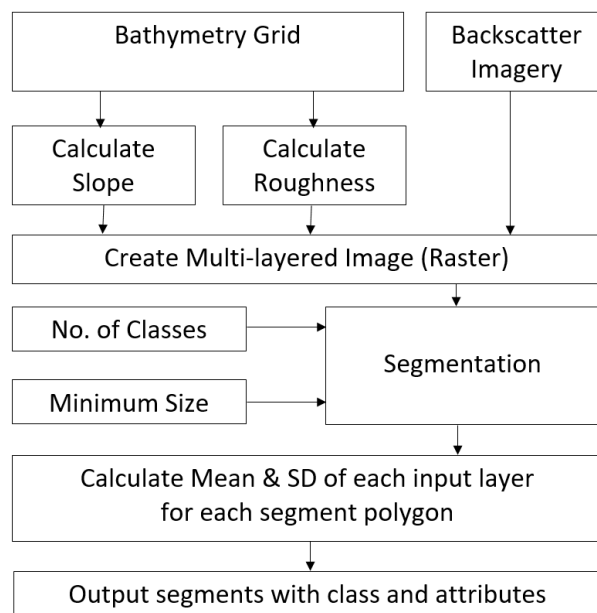 Bathymetry Grid
Backscatter
Imagery
Calculate
Slope
Calculate
Roughness
Create Multi-layered Image (Raster)
No. of Classes
Segmentation
Minimum Size
Calculate Mean & SD of each input layer
for each segment polygon
Output segments with class and attributes